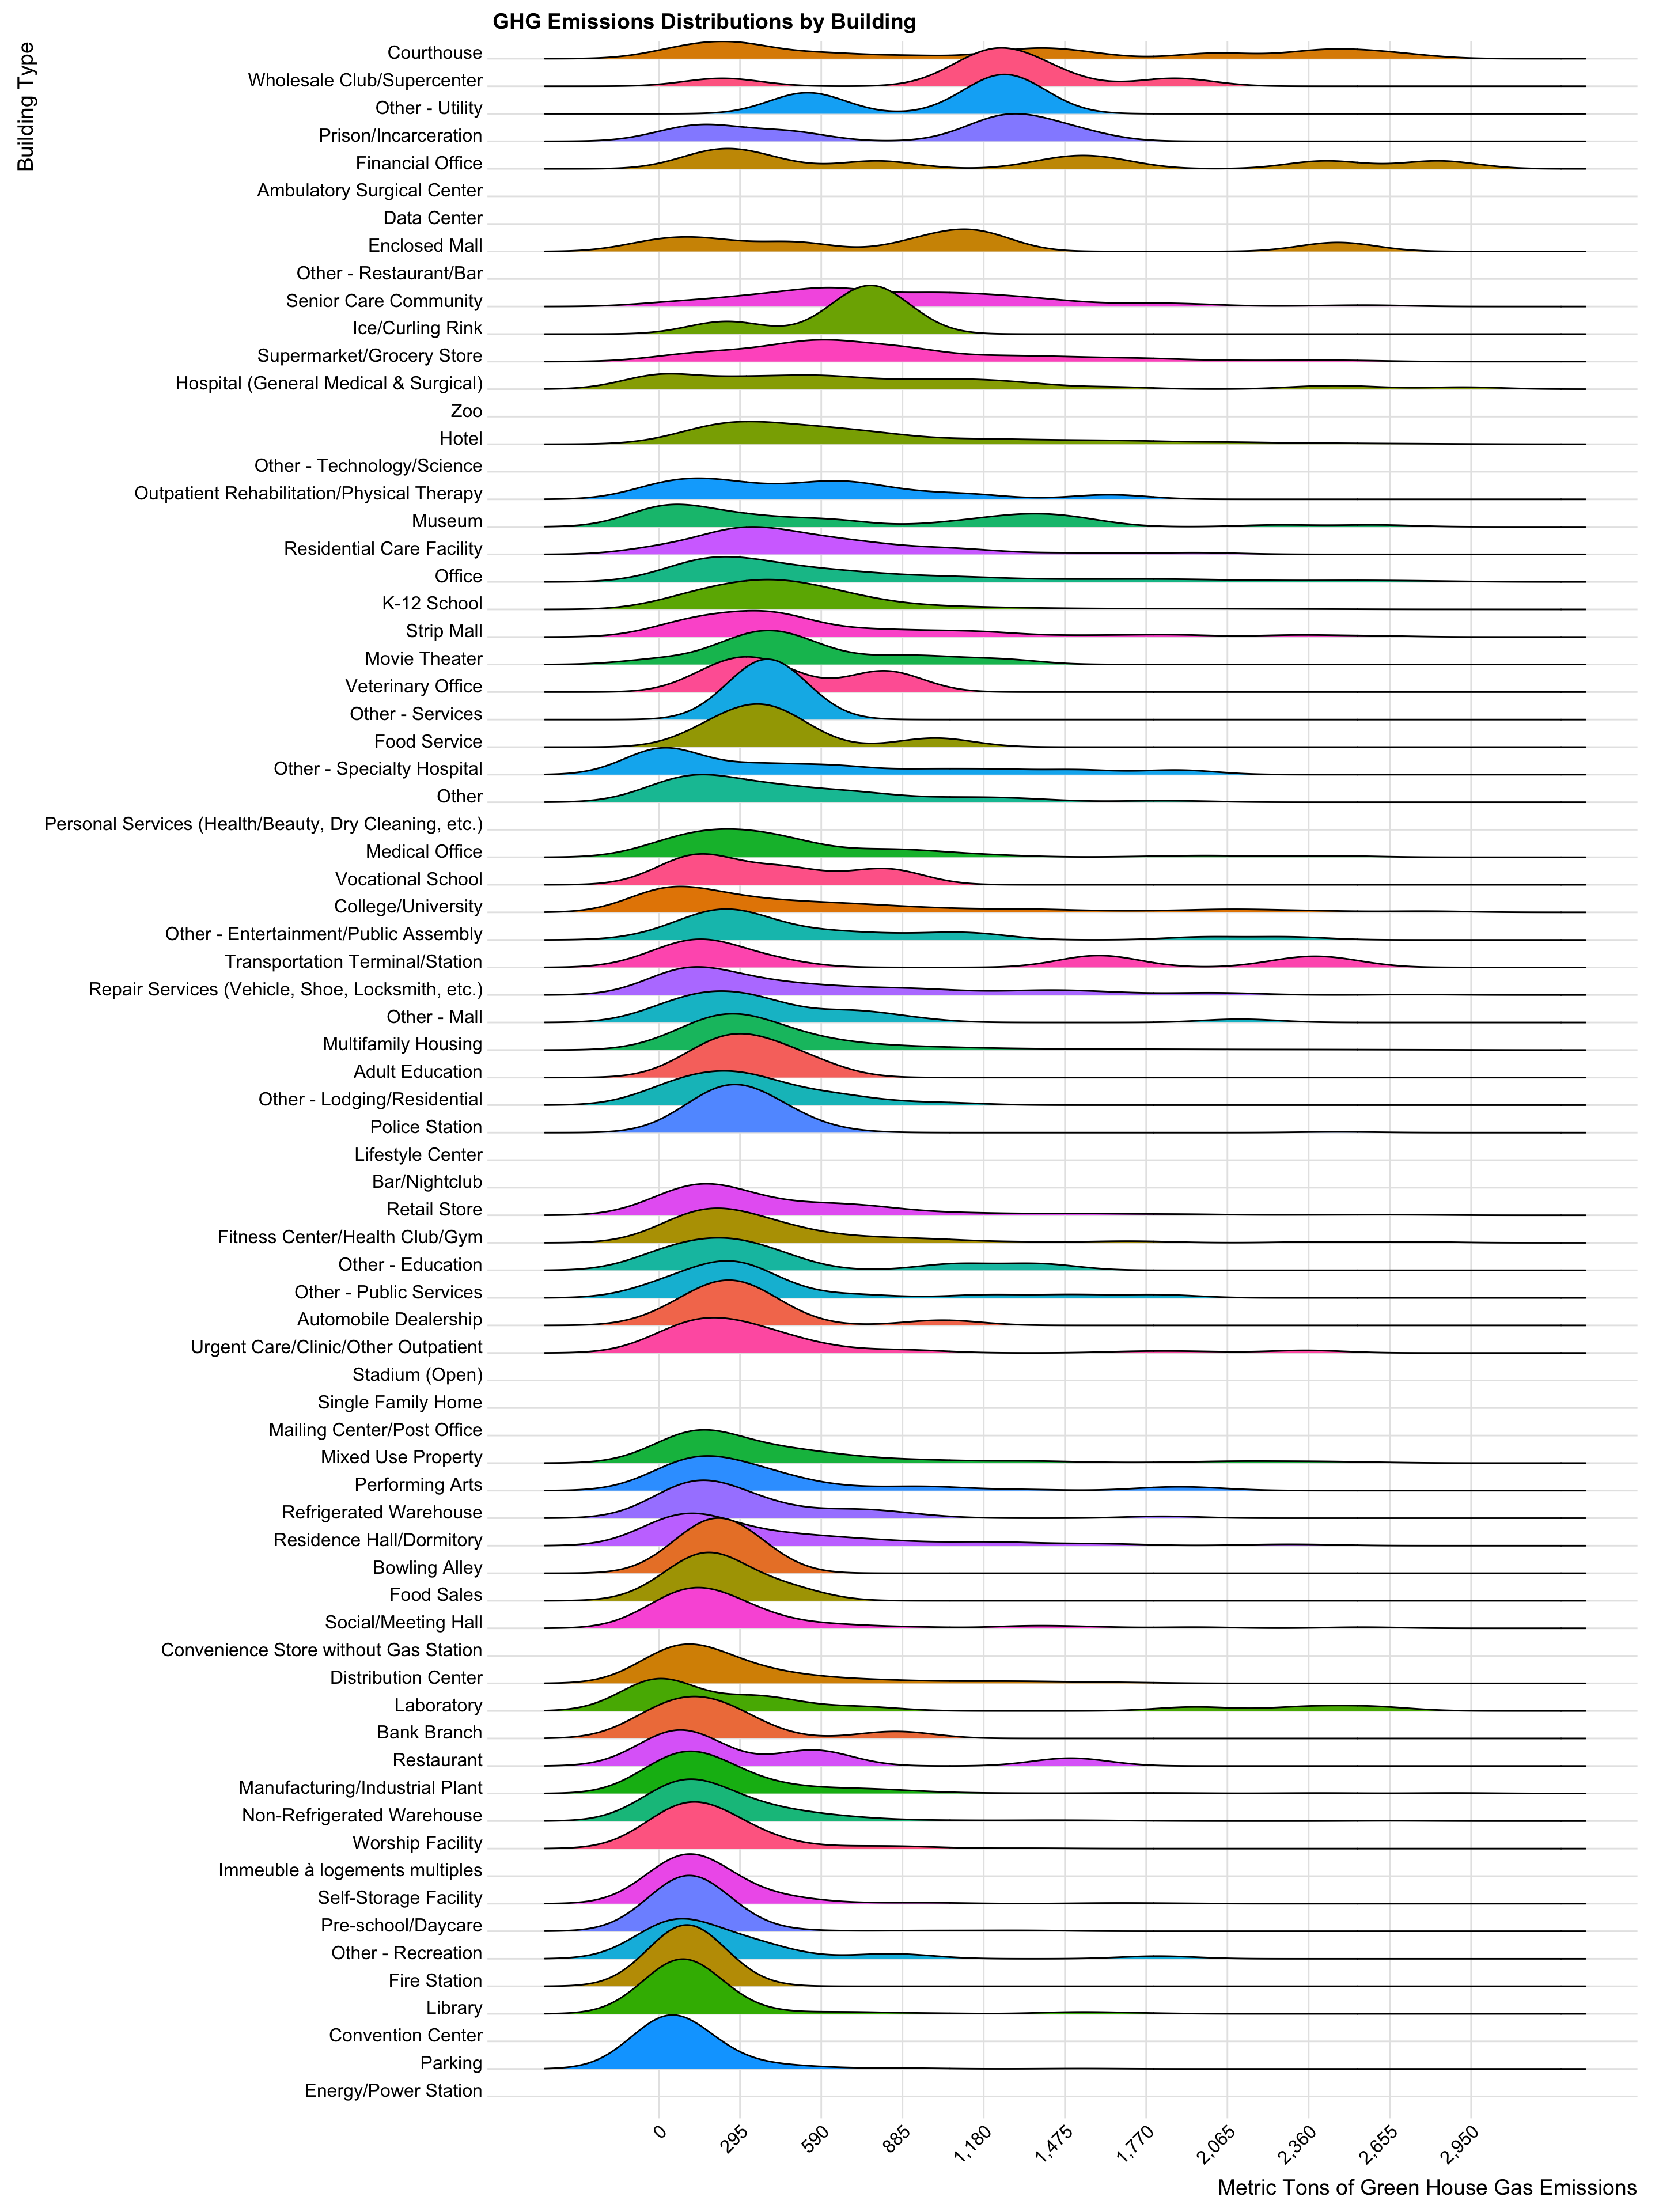 GHG Emissions Distributions by Building
Building Type
Courthouse
Wholesale Club/Supercenter
Other - Utility
Prison/Incarceration
Financial Office
Ambulatory Surgical Center
Data Center
Enclosed Mall
Other - Restaurant/Bar
Senior Care Community
Ice/Curling Rink
Supermarket/Grocery Store
Hospital (General Medical & Surgical)
Zoo
Hotel
Other - Technology/Science
Outpatient Rehabilitation/Physical Therapy
Museum
Residential Care Facility
Office
K-12 School
Strip Mall
Movie Theater
Veterinary Office
Other - Services
Food Service
Other - Specialty Hospital
Other
Personal Services (Health/Beauty, Dry Cleaning, etc.)
Medical Office
Vocational School
College/University
Other - Entertainment/Public Assembly
Transportation Terminal/Station
Repair Services (Vehicle, Shoe, Locksmith, etc.)
Other - Mall
Multifamily Housing
Adult Education
Other - Lodging/Residential
Police Station
Lifestyle Center
Bar/Nightclub
Retail Store
Fitness Center/Health Club/Gym
Other - Education
Other - Public Services
Automobile Dealership
Urgent Care/Clinic/Other Outpatient
Stadium (Open)
Single Family Home
Mailing Center/Post Office
Mixed Use Property
Performing Arts
Refrigerated Warehouse
Residence Hall/Dormitory
Bowling Alley
Food Sales
Social/Meeting Hall
Convenience Store without Gas Station
Distribution Center
Laboratory
Bank Branch
Restaurant
Manufacturing/Industrial Plant
Non-Refrigerated Warehouse
Worship Facility
Immeuble à logements multiples
Self-Storage Facility
Pre-school/Daycare
Other - Recreation
Fire Station
Library
Convention Center
Parking
Energy/Power Station
0 295 590 885 1,180 1,475 1,770 2,065 2,360 2,655 2,950
Metric Tons of Green House Gas Emissions